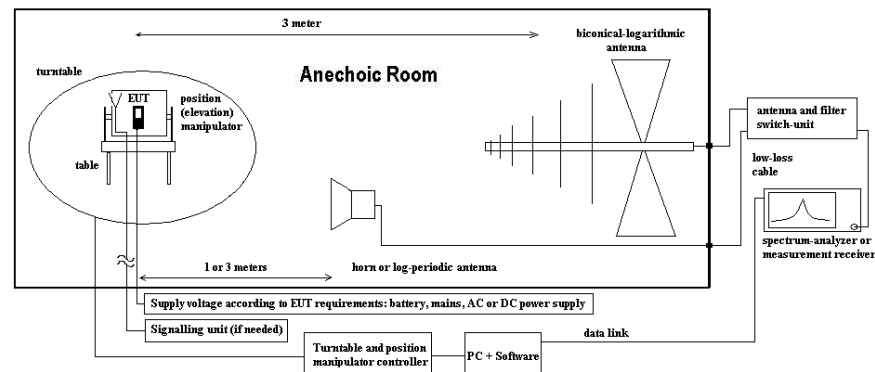 3 meter
biconical-logarithmic
antenna
turntable
Anechoic Room
EUT
position
(elevation)
manipulator
antenna and filter
switch-unit
table
low-loss
cable
spectrum-analyzer or
measurement receiver
1 or 3 meters
horn or log-periodic antenna
Supply voltage according to EUT requirements: battery, mains, AC or DC power supply
Signalling unit (if needed)
data link
Turntable and position
manipulator controller
PC + Software